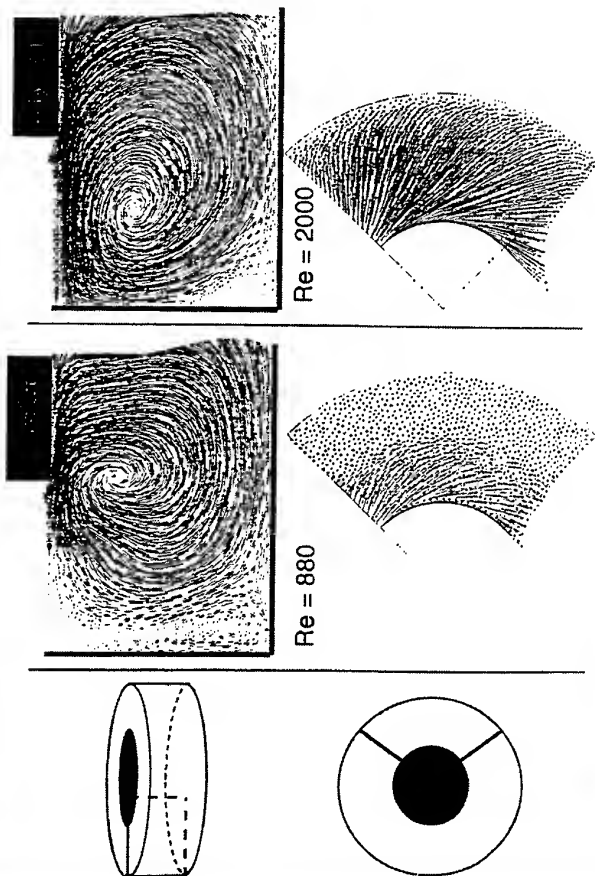 Re = 2000
Re = 880